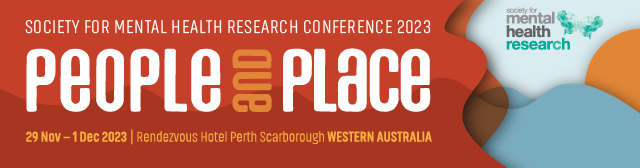 SOCIETY FOR MENTAL HEALTH RESEARCH CONFERENCE 2023
PEOPLE and PLace
29 Nov – 1 Dec 2023 | Rendezvous Hotel Perth Scarborough WESTERN AUSTRALIA
society for
mental
health
research